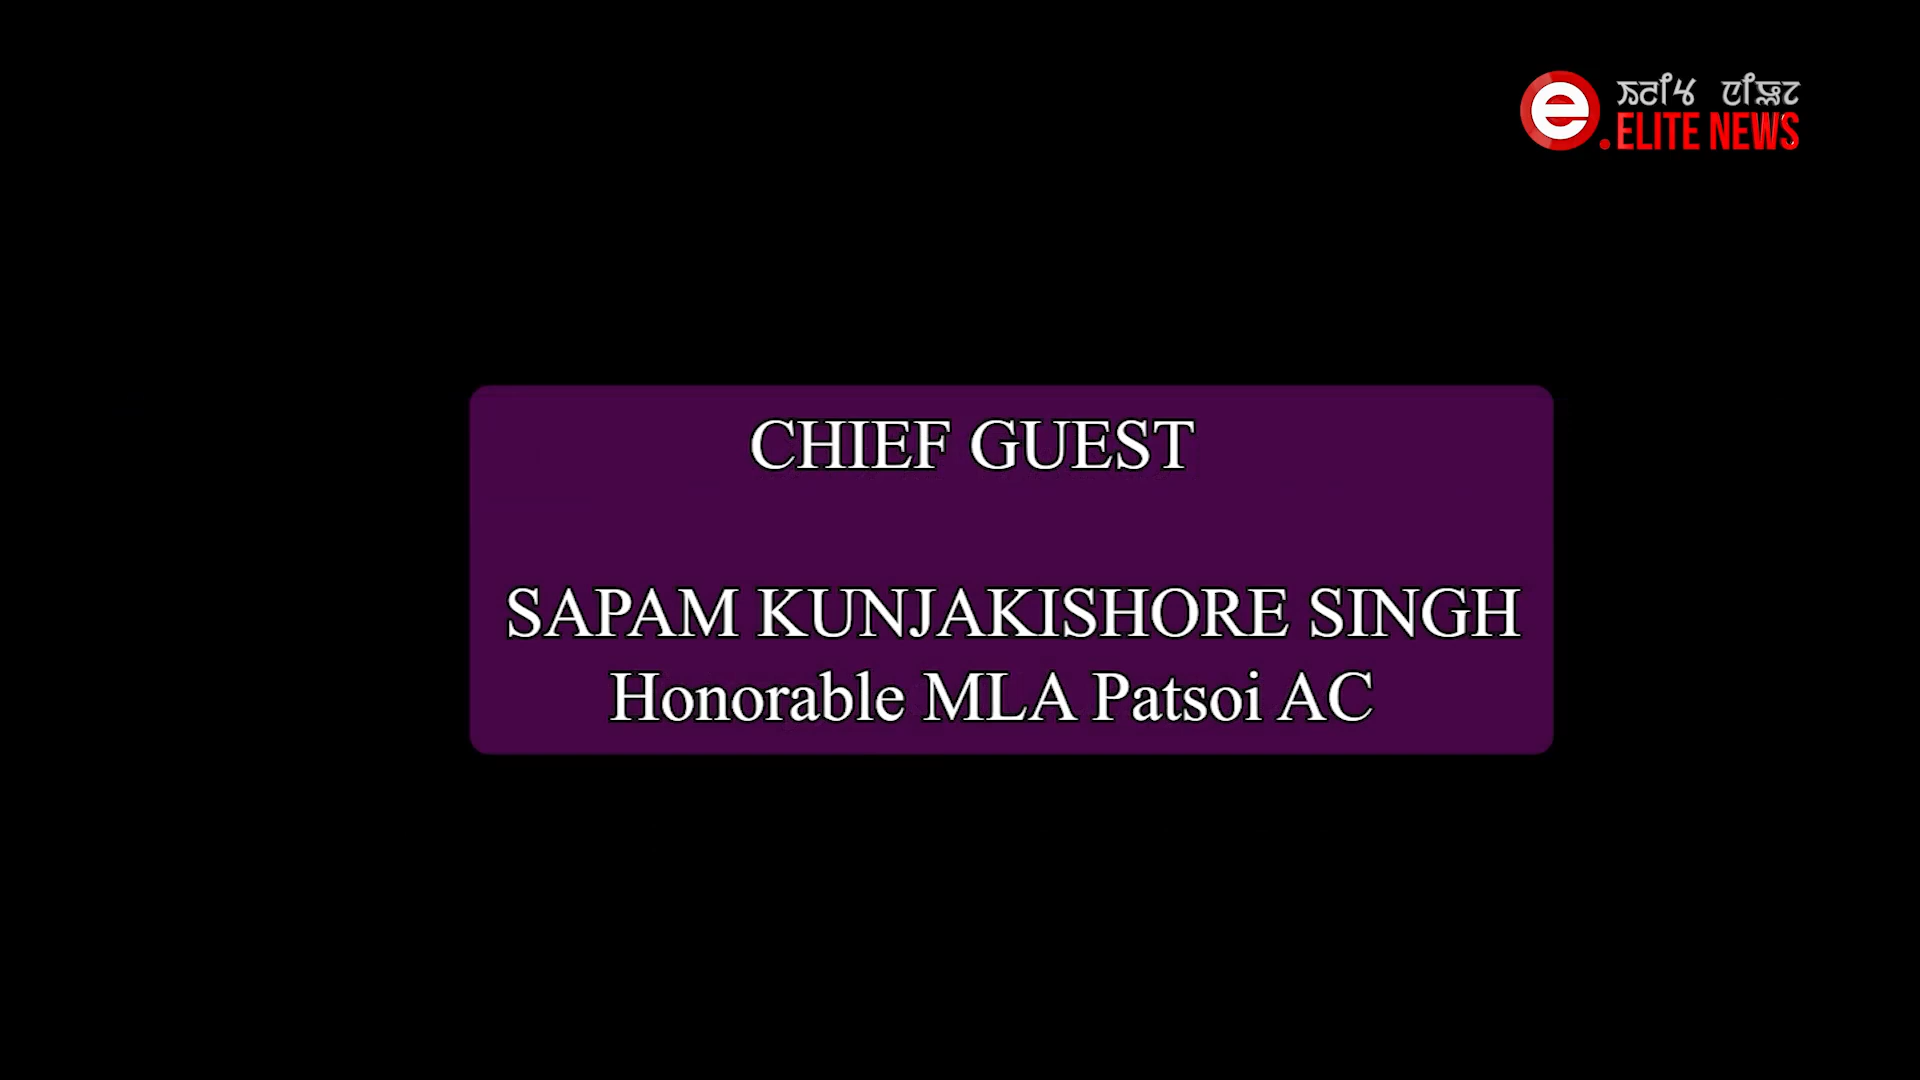 ELITE NEWS
CHIEF GUEST
SAPAM KUNJAKISHORE SINGH
Honorable MLA Patsoi AC